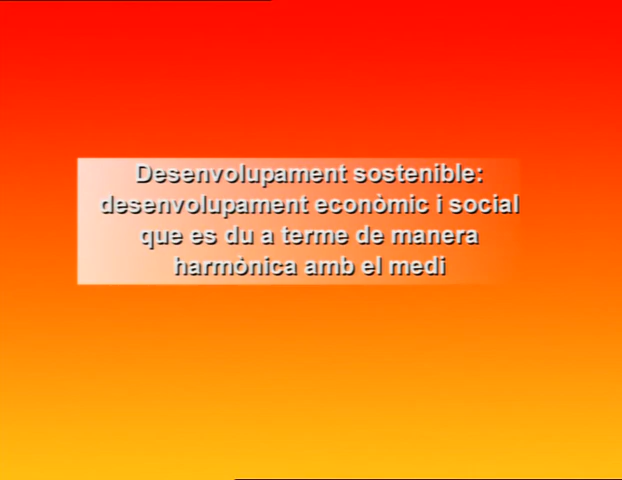 Desenvolupament sostenible:
desenvolupament econòmic i social
que es du a terme de manera
harmònica amb el medi